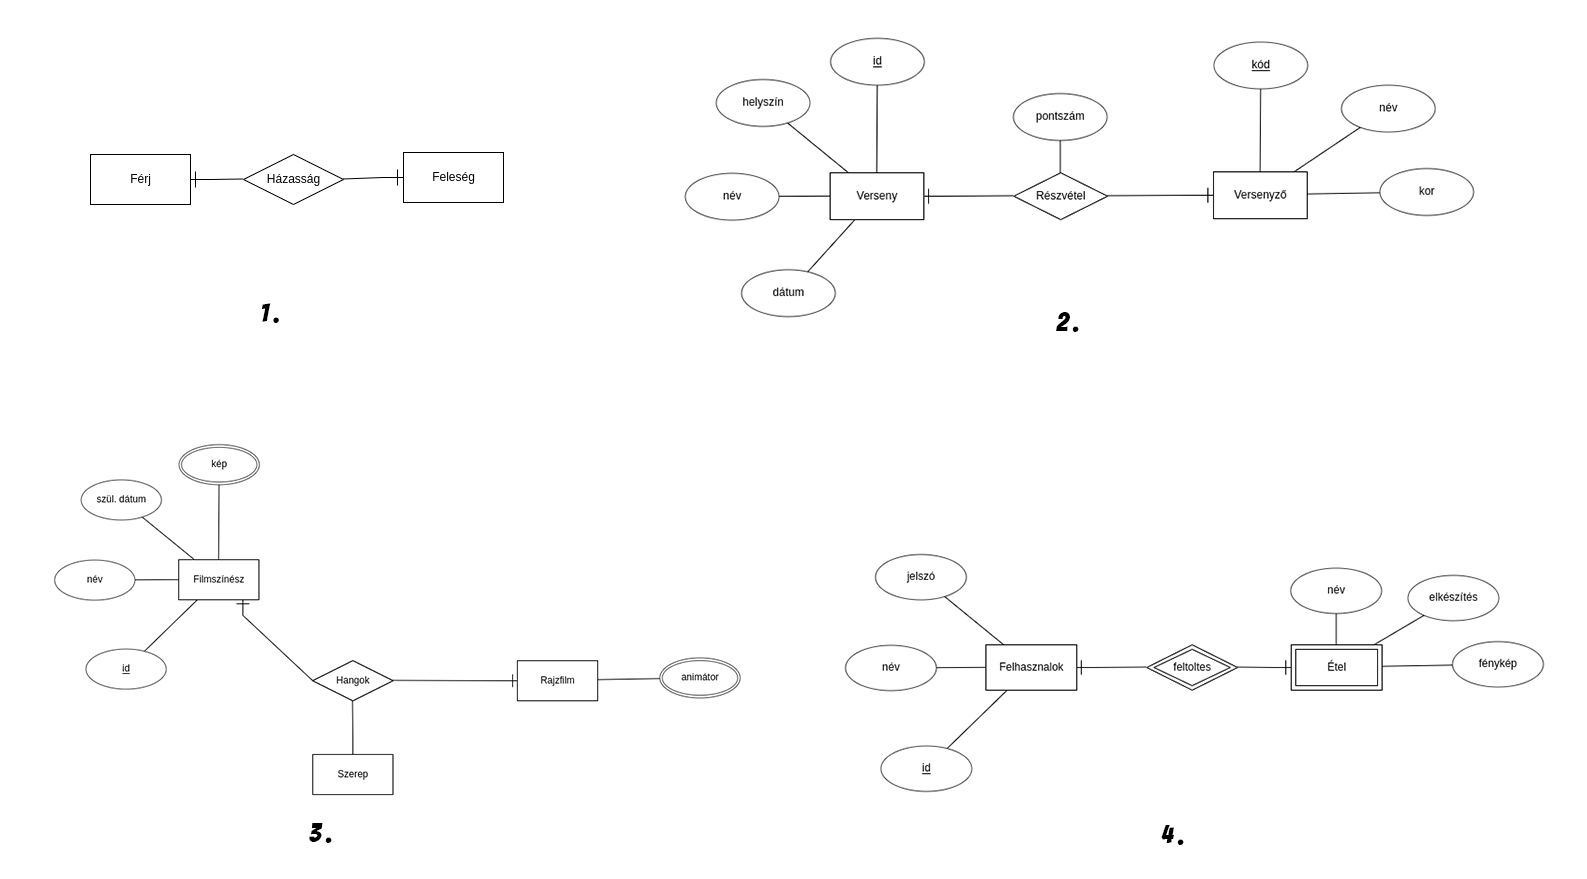 Férj
Házasság
Feleség
1.
id
helyszín
név
Verseny
dátum
pontszám
Részvétel
kód
név
Versenyző
kor
2.
kép
szül. dátum
név
Filmszínész
id
Hangok
Rajzfilm
animátor
Szerep
3.
jelszó
név
Felhasznalok
id
feltoltes
név
elkészítés
Étel
fénykép
4.